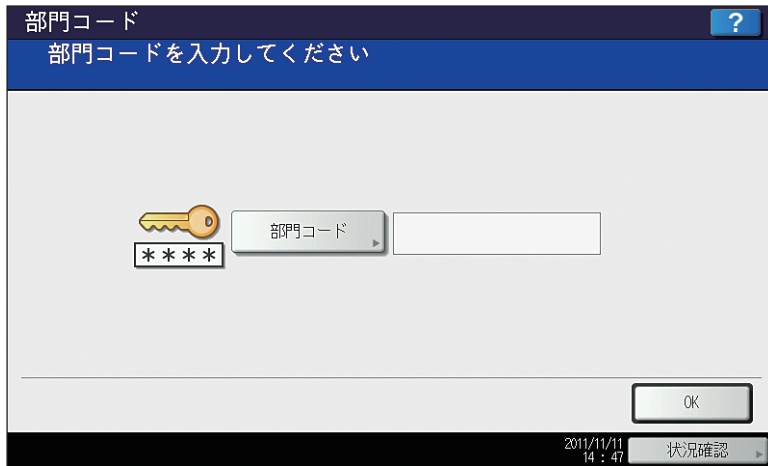 部門コード
?
部門コードを入力してください
部門コード
****
OK
2011/11/11
14 : 47
状況確認